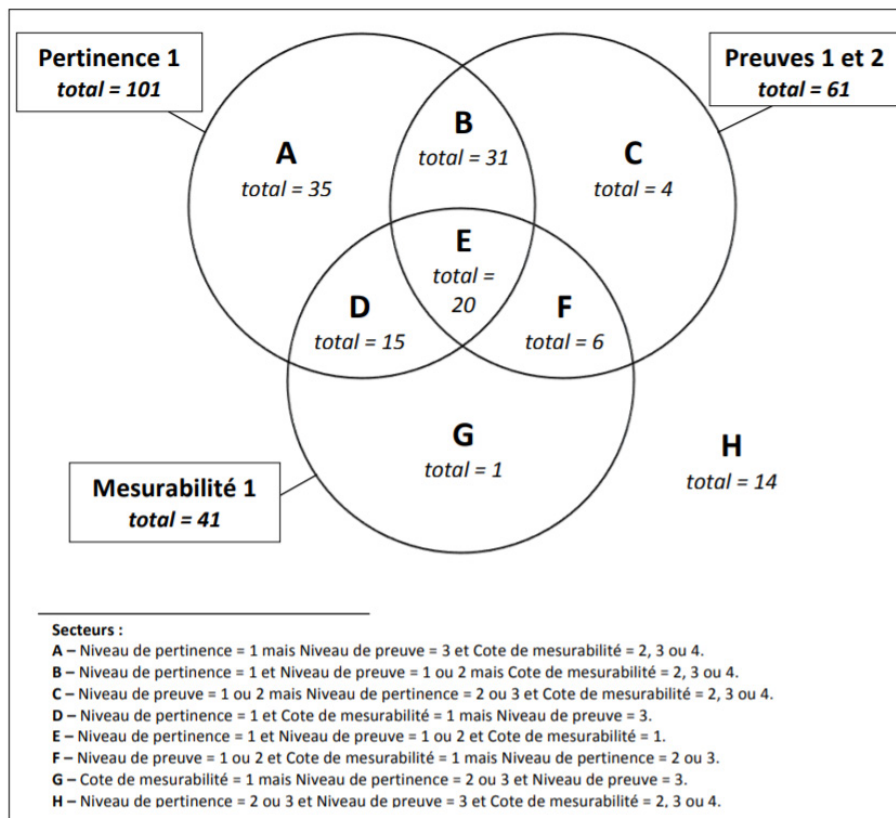 Pertinence 1
total = 101
Preuves 1 et 2
total = 61
A
total = 35
B
total = 31
C
total = 4
E
total =
20
D
total = 15
F
total = 6
G
total = 1
H
total = 14
Mesurabilité 1
total = 41
Secteurs :
A – Niveau de pertinence = 1 mais Niveau de preuve = 3 et Cote de mesurabilité = 2, 3 ou 4.
B – Niveau de pertinence = 1 et Niveau de preuve = 1 ou 2 mais Cote de mesurabilité = 2, 3 ou 4.
C – Niveau de preuve = 1 ou 2 mais Niveau de pertinence = 2 ou 3 et Cote de mesurabilité = 2, 3 ou 4.
D – Niveau de pertinence = 1 et Cote de mesurabilité = 1 mais Niveau de preuve = 3.
E – Niveau de pertinence = 1 et Niveau de preuve = 1 ou 2 et Cote de mesurabilité = 1.
F – Niveau de preuve = 1 ou 2 et Cote de mesurabilité = 1 mais Niveau de pertinence = 2 ou 3.
G – Cote de mesurabilité = 1 mais Niveau de pertinence = 2 ou 3 et Niveau de preuve = 3.
H – Niveau de pertinence = 2 ou 3 et Niveau de preuve = 3 et Cote de mesurabilité = 2, 3 ou 4.